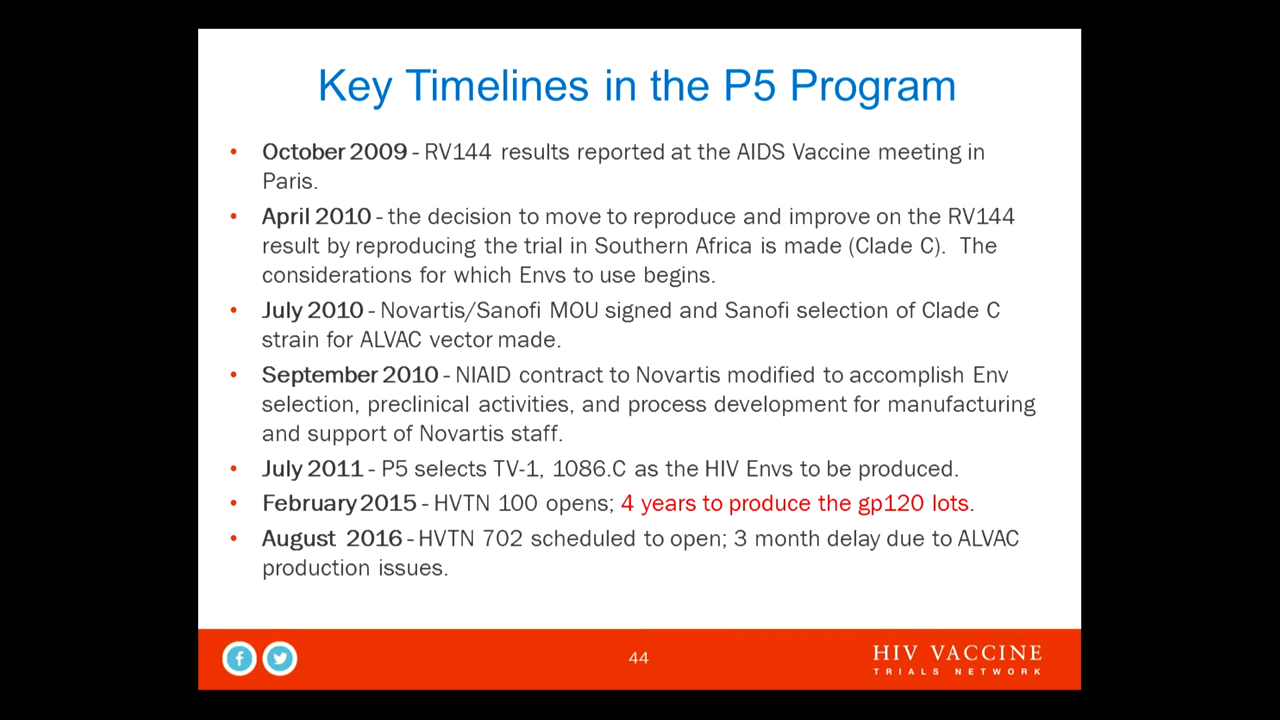 Key Timelines in the P5 Program
• October 2009 - RV144 results reported at the AIDS Vaccine meeting in
Paris.
• April 2010 - the decision to move to reproduce and improve on the RV144
result by reproducing the trial in Southern Africa is made (Clade C). The
considerations for which Envs to use begins.
• July 2010 - Novartis/Sanofi MOU signed and Sanofi selection of Clade C
strain for ALVAC vector made.
• September 2010 - NIAID contract to Novartis modified to accomplish Env
selection, preclinical activities, and process development for manufacturing
and support of Novartis staff.
• July 2011 - P5 selects TV-1, 1086.C as the HIV Envs to be produced.
• February 2015 - HVTN 100 opens; 4 years to produce the gp120 lots.
• August 2016 - HVTN 702 scheduled to open; 3 month delay due to ALVAC
production issues.
44
HIV VACCINE
TRIALS NETWORK